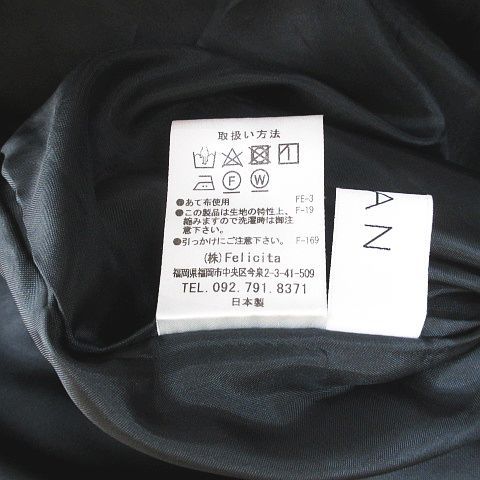 取扱い方法
F W
●あて布使用 FE-3
●この製品は生地の特性上、 F-19
縮みますので洗濯時は御注
意下さい。
●引っかけにご注意下さい。 F-169
(株)Felicita
福岡県福岡市中央区今泉2-3-41-509
TEL.092.791.8371
日本製
AN